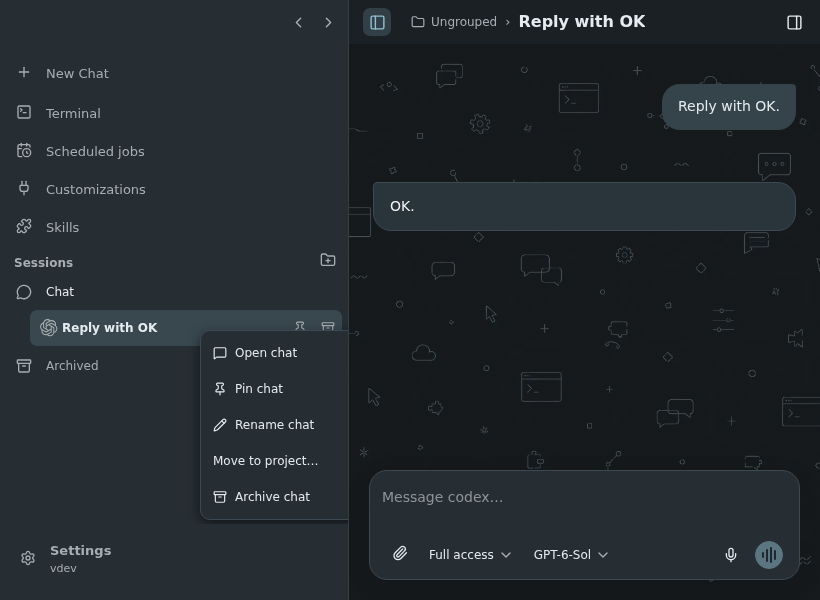 Ungrouped › Reply with OK
New Chat
Terminal
Scheduled jobs
Customizations
Skills
Sessions
Chat
Reply with OK
Archived
Open chat
Pin chat
Rename chat
Move to project…
Archive chat
Settings
vdev
Reply with OK.
OK.
Message codex…
Full access
GPT-6-Sol